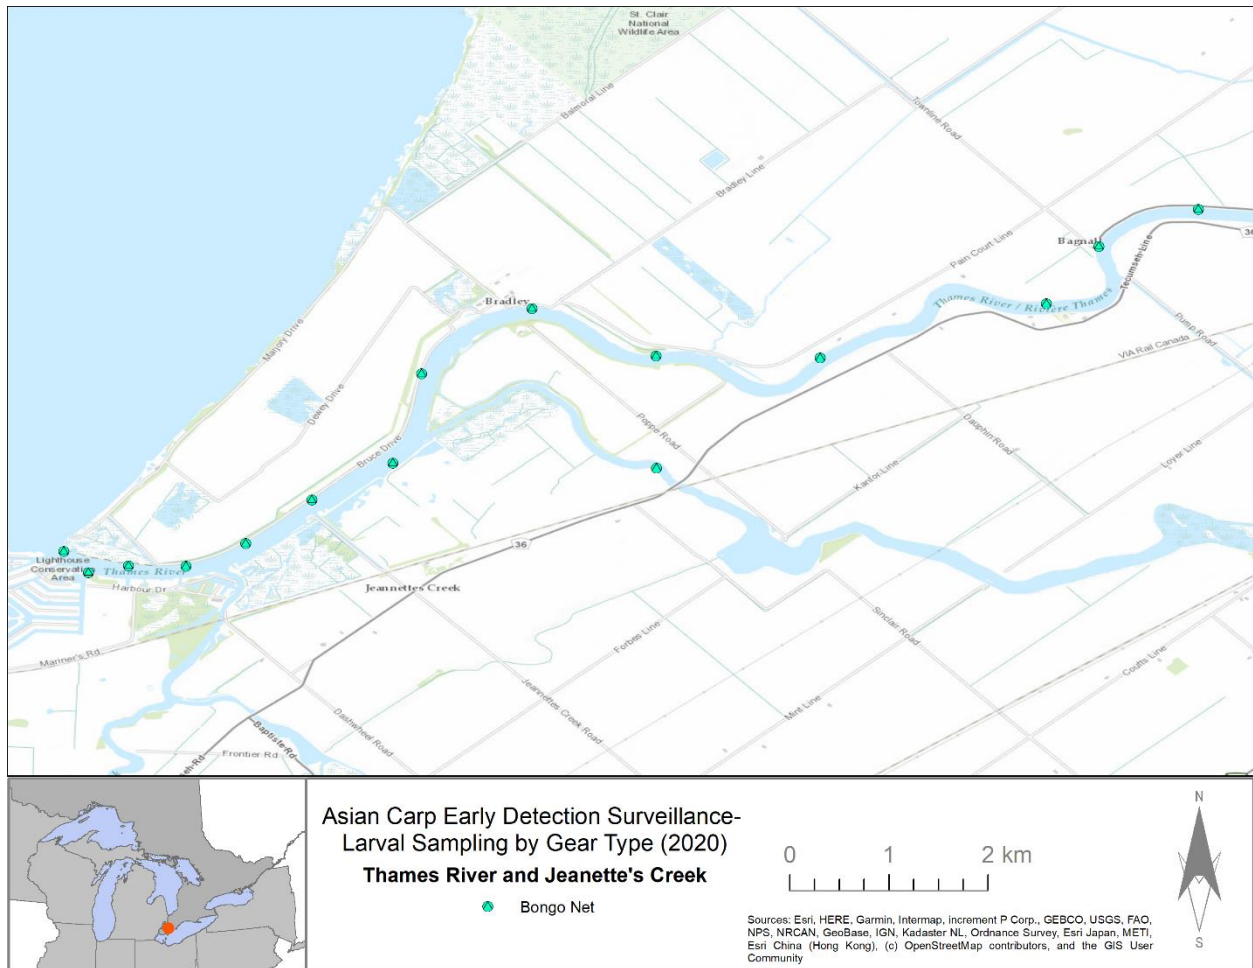 St. Clair
National
Wildlife Area
Balmoral Line
Townline Road
Bradley Line
Pain Court Line
Bagnall
36
Tecumseh Line
Thames River / Rivière Thames
Bradley
Marjory Drive
Pump Road
VIA Rail Canada
Dewey Drive
Poppe Road
Dauphin Road
Bruce Drive
Loyer Line
Kanfor Line
36
Lighthouse
Conservation
Area
Thames River
Harbour Dr
Jeannettes Creek
Sinclair Road
Forbes Line
Mariner's Rd
Coutts Line
Jeannettes Creek Road
Mint Line
Dashwheel Road
Baptiste Rd
Frontier Rd
Asian Carp Early Detection Surveillance-
Larval Sampling by Gear Type (2020)
Thames River and Jeanette's Creek
Bongo Net
0 1 2 km
N
S
Sources: Esri, HERE, Garmin, Intermap, increment P Corp., GEBCO, USGS, FAO,
NPS, NRCAN, GeoBase, IGN, Kadaster NL, Ordnance Survey, Esri Japan, METI,
Esri China (Hong Kong), (c) OpenStreetMap contributors, and the GIS User
Community